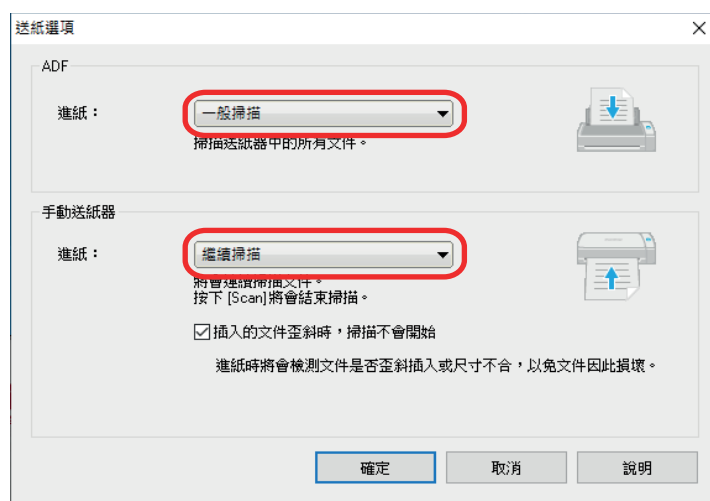 送紙選項
ADF
進紙：
一般掃描
掃描送紙器中的所有文件。
手動送紙器
進紙：
繼續掃描
將會連續掃描文件。
按下 [Scan]將會結束掃描。
插入的文件歪斜時，掃描不會開始
進紙時將會檢測文件是否歪斜插入或尺寸不合，以免文件因此損壞。
確定
取消
說明